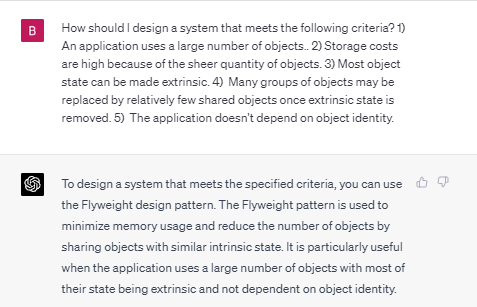 B
How should I design a system that meets the following criteria? 1)
An application uses a large number of objects.. 2) Storage costs
are high because of the sheer quantity of objects. 3) Most object
state can be made extrinsic. 4)  Many groups of objects may be
replaced by relatively few shared objects once extrinsic state is
removed. 5)  The application doesn't depend on object identity.
To design a system that meets the specified criteria, you can use
the Flyweight design pattern. The Flyweight pattern is used to
minimize memory usage and reduce the number of objects by
sharing objects with similar intrinsic state. It is particularly useful
when the application uses a large number of objects with most of
their state being extrinsic and not dependent on object identity.